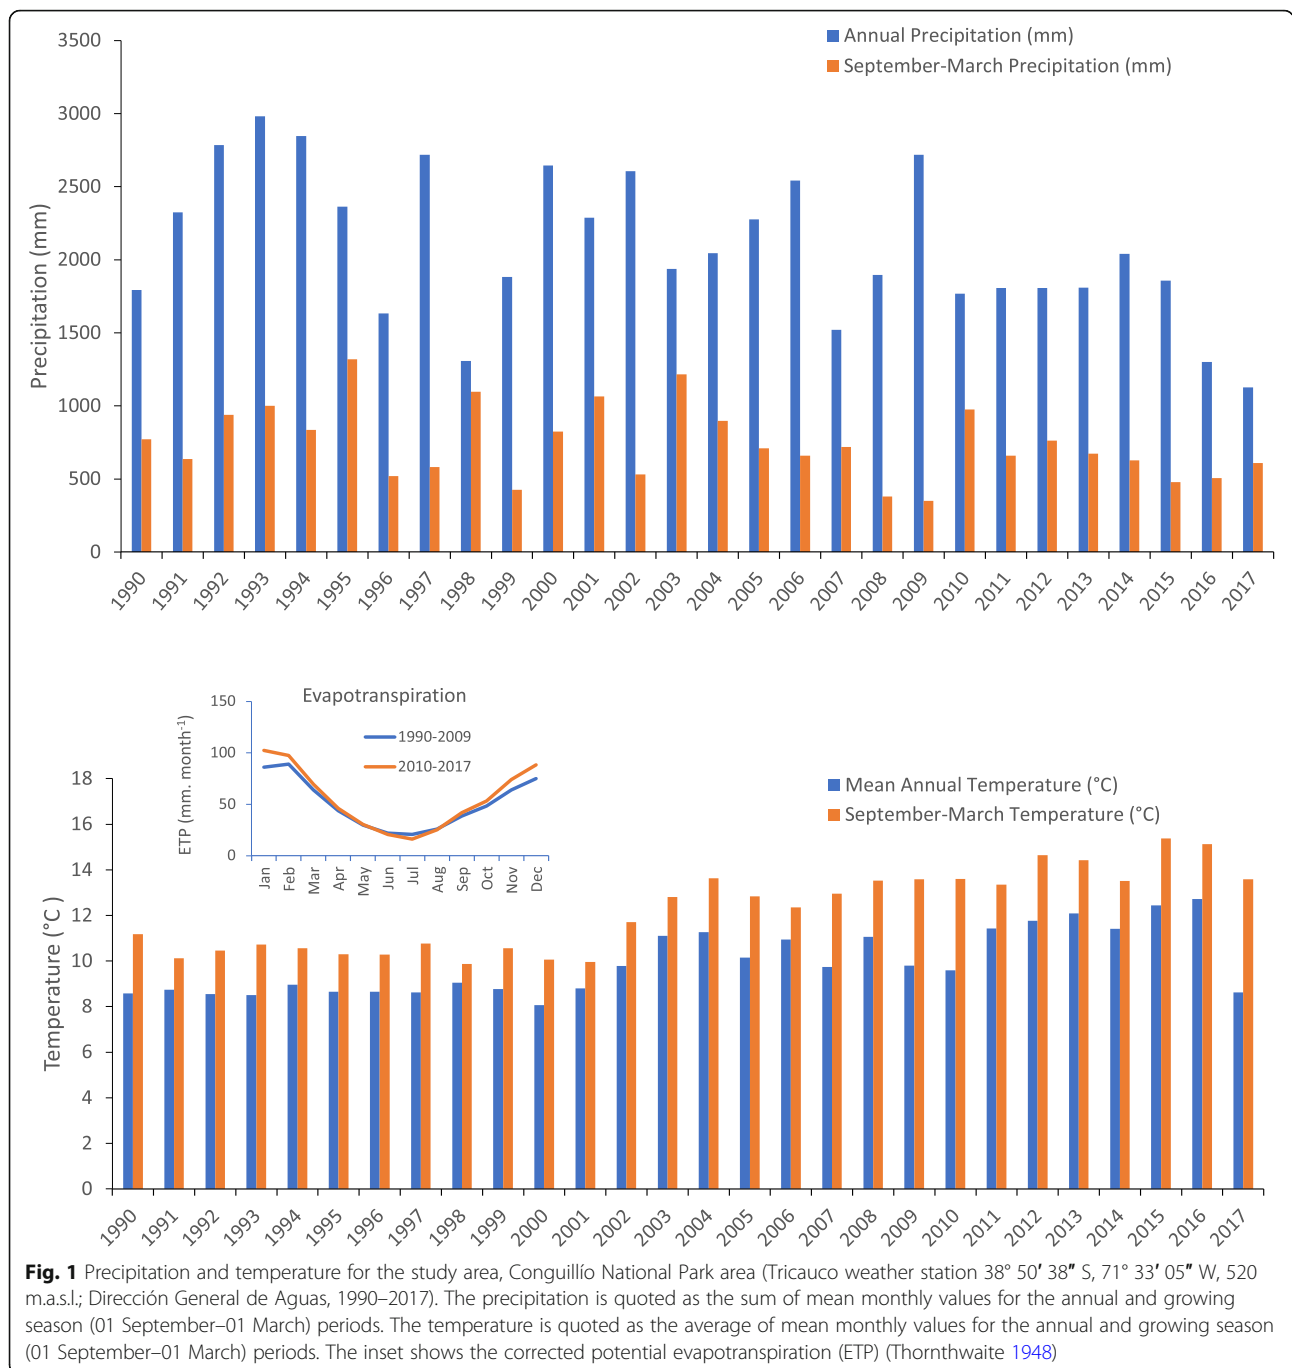 3500
3000
2500
2000
1500
1000
500
0
Precipitation (mm)
Annual Precipitation (mm)
September-March Precipitation (mm)
1990 1991 1992 1993 1994 1995 1996 1997 1998 1999 2000 2001 2002 2003 2004 2005 2006 2007 2008 2009 2010 2011 2012 2013 2014 2015 2016 2017
Evapotranspiration
150
100
50
0
ETP (mm. month-1)
1990-2009
2010-2017
Jan Feb Mar Apr May Jun Jul Aug Sep Oct Nov Dec
18
16
14
12
10
8
6
4
2
0
Temperature (°C )
Mean Annual Temperature (°C)
September-March Temperature (°C)
1990 1991 1992 1993 1994 1995 1996 1997 1998 1999 2000 2001 2002 2003 2004 2005 2006 2007 2008 2009 2010 2011 2012 2013 2014 2015 2016 2017
Fig. 1 Precipitation and temperature for the study area, Conguillío National Park area (Tricauco weather station 38° 50′ 38″ S, 71° 33′ 05″ W, 520
m.a.s.l.; Dirección General de Aguas, 1990–2017). The precipitation is quoted as the sum of mean monthly values for the annual and growing
season (01 September–01 March) periods. The temperature is quoted as the average of mean monthly values for the annual and growing season
(01 September–01 March) periods. The inset shows the corrected potential evapotranspiration (ETP) (Thornthwaite 1948)